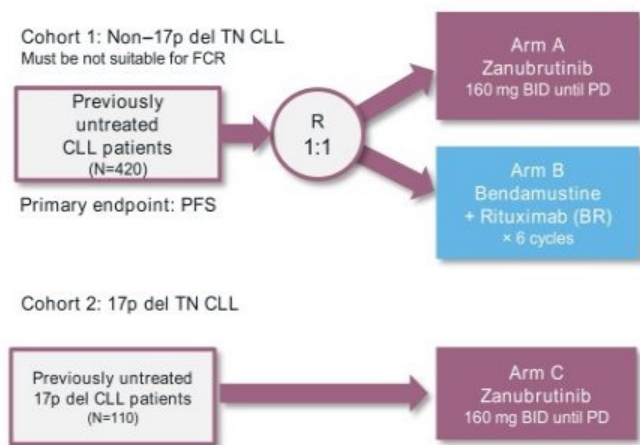 Cohort 1: Non–17p del TN CLL
Must be not suitable for FCR
Previously
untreated
CLL patients
(N=420)
R
1:1
Arm A
Zanubrutinib
160 mg BID until PD
Arm B
Bendamustine
+ Rituximab (BR)
× 6 cycles
Primary endpoint: PFS
Cohort 2: 17p del TN CLL
Previously untreated
17p del CLL patients
(N=110)
Arm C
Zanubrutinib
160 mg BID until PD